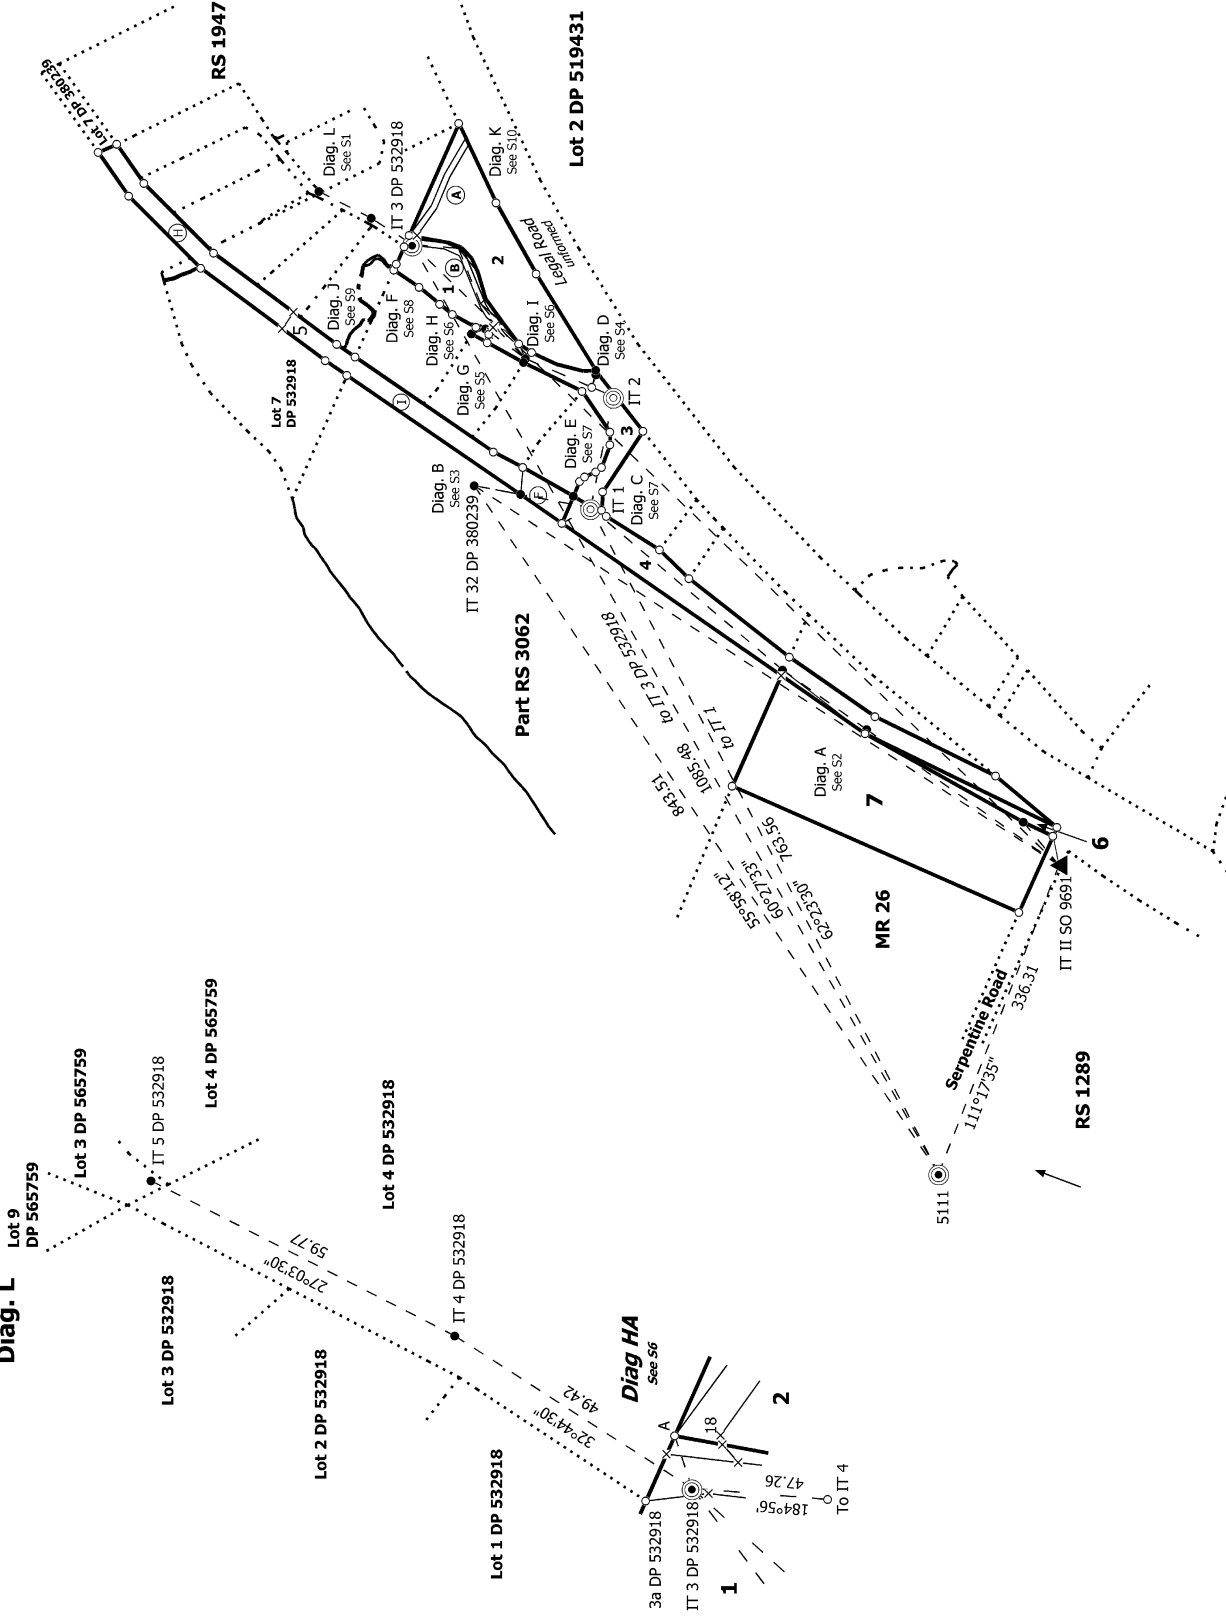 Lot 7 DP 380239
RS 1947
Lot 2 DP 519431
Diag. L
See S1
IT 3 DP 532918
Diag. K
See S10
H
A
B
2
Legal Road
unformed
1
Diag. J
See S9
Diag. F
See S8
Diag. H
See S6
Diag. I
See S6
Diag. D
See S4
Diag. G
See S5
5
Lot 7
DP 532918
I
IT 2
3
Diag. E
See S7
Diag. B
See S3
F
IT 1
Diag. C
See S7
IT 32 DP 380239
4
Part RS 3062
to IT 3 DP 532918
1085.48
to IT 1
843.51
763.56
55°58'12"
60°27'33"
62°23'30"
Diag. A
See S2
7
6
MR 26
IT II SO 9691
Serpentine Road
336.31
111°17'35"
RS 1289
5111
Diag. L
Lot 9
DP 565759
Lot 3 DP 565759
IT 5 DP 532918
Lot 4 DP 565759
59.77
27°03'30"
Lot 4 DP 532918
Lot 3 DP 532918
IT 4 DP 532918
Lot 2 DP 532918
49.42
32°44'30"
Diag HA
See S6
A
18
2
Lot 1 DP 532918
47.26
184°56'
To IT 4
3a DP 532918
IT 3 DP 532918
1